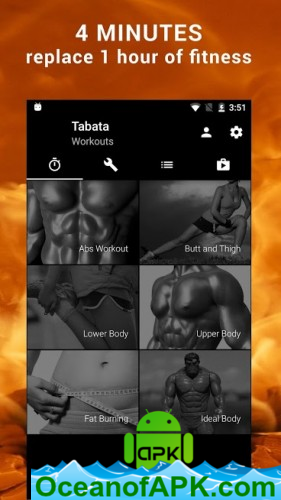 4 MINUTES
replace 1 hour of fitness
3:51
Tabata
Workouts
Abs Workout
Butt and Thigh
Lower Body
Upper Body
Fat Burning
Ideal Body
APK
OceanofAPK.com